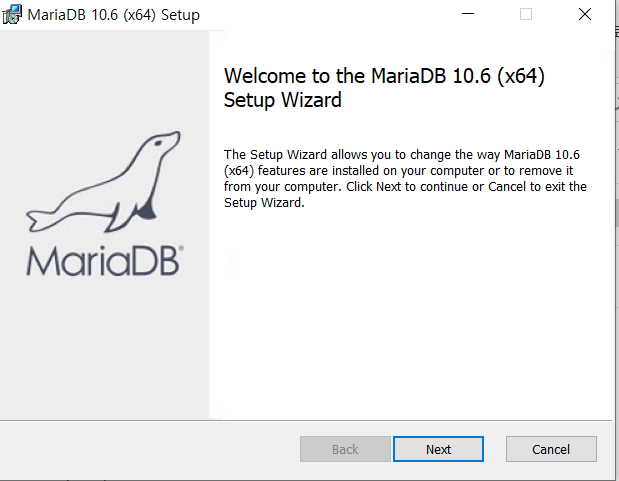 MariaDB 10.6 (x64) Setup
Welcome to the MariaDB 10.6 (x64)
Setup Wizard
The Setup Wizard allows you to change the way MariaDB 10.6
(x64) features are installed on your computer or to remove it
from your computer. Click Next to continue or Cancel to exit the
Setup Wizard.
MariaDB®
Back
Next
Cancel